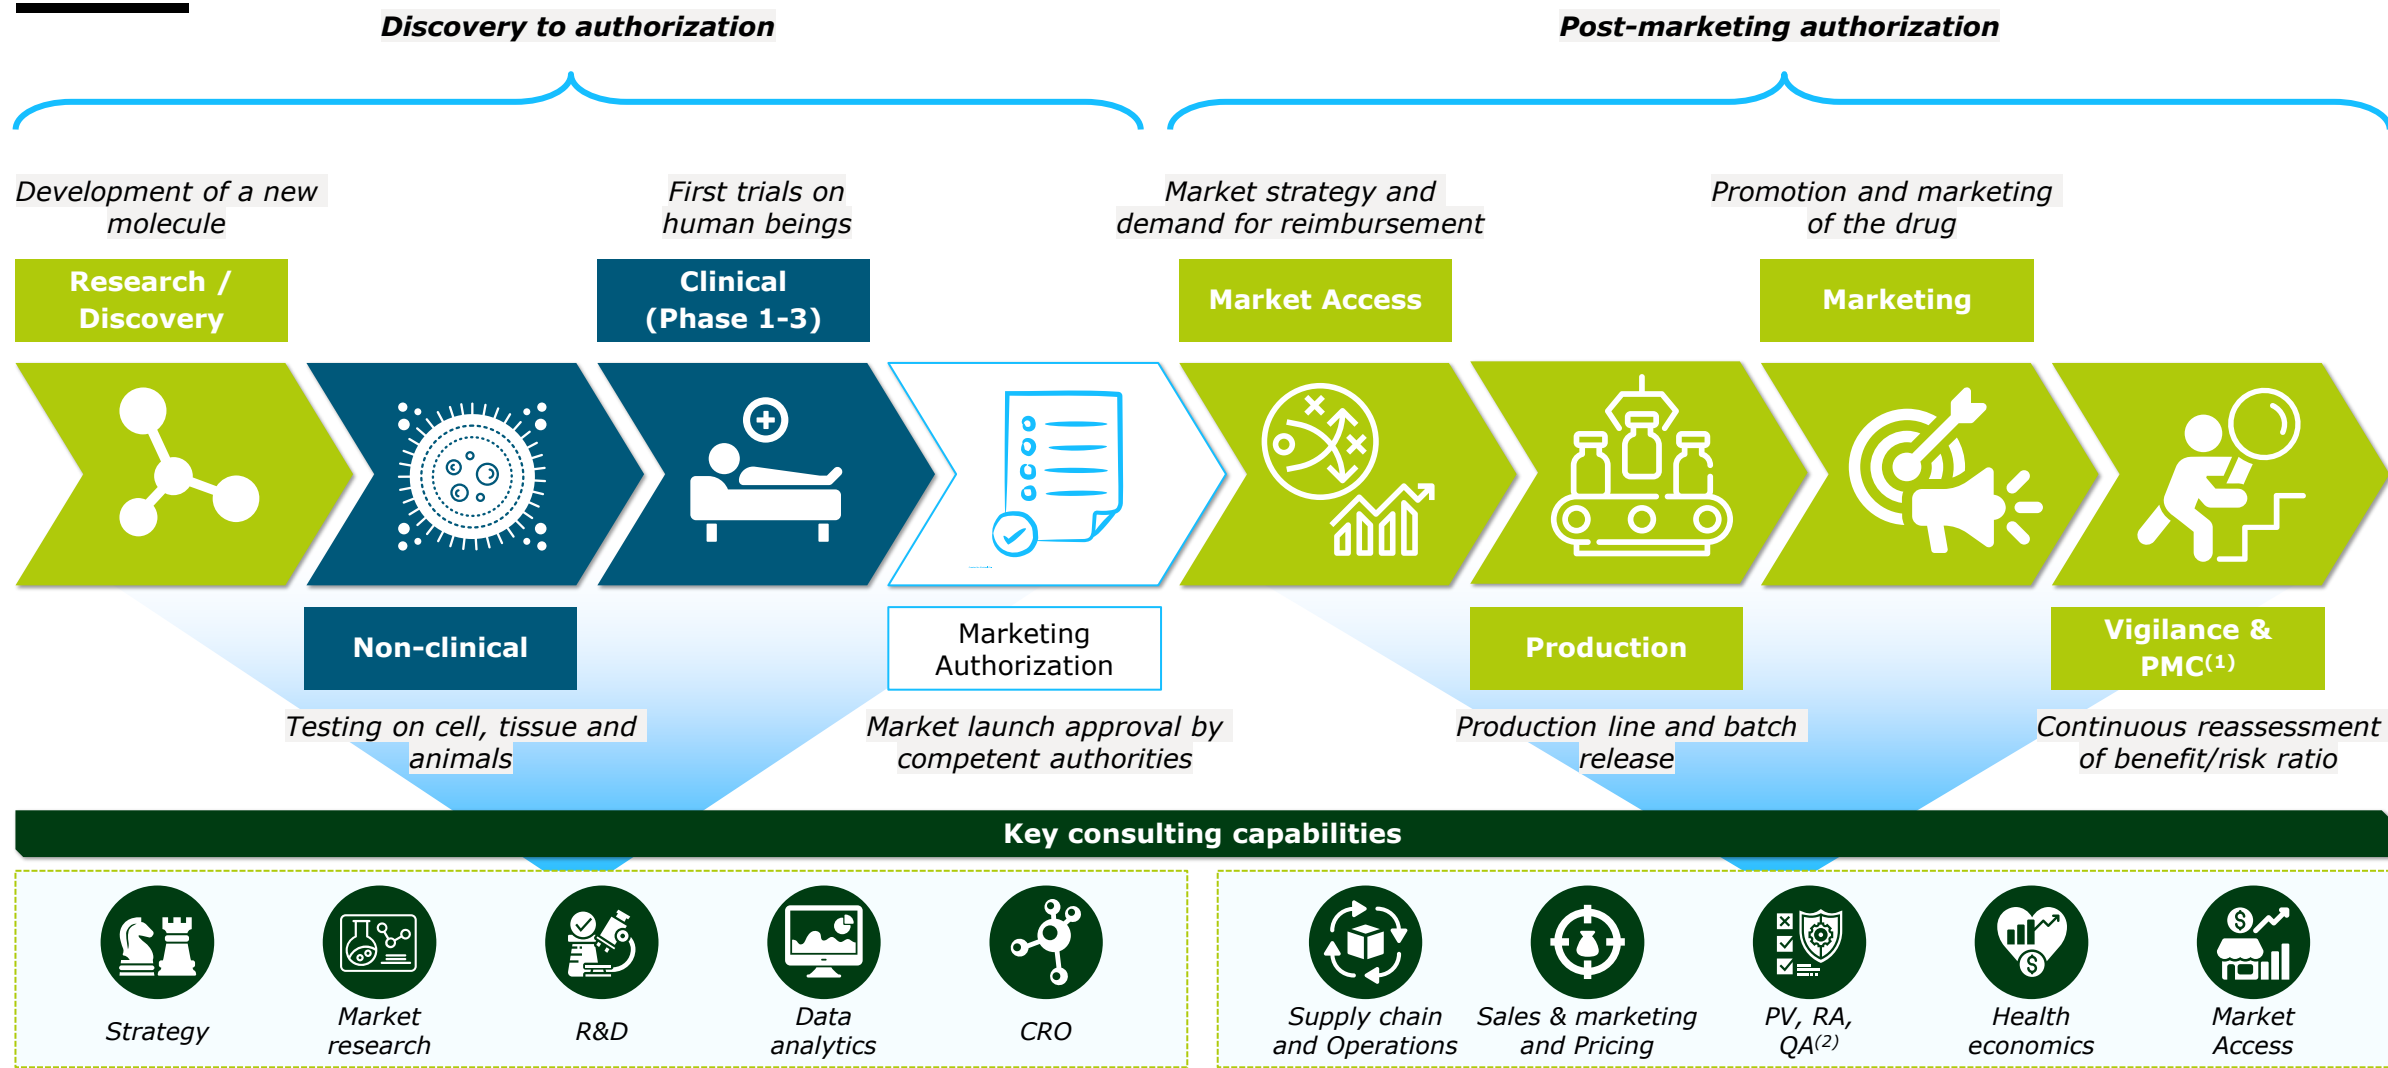 Discovery to authorization
Post-marketing authorization
Development of a new
molecule
First trials on
human beings
Market strategy and
demand for reimbursement
Promotion and marketing
of the drug
Research /
Discovery
Clinical
(Phase 1-3)
Market Access
Marketing
Non-clinical
Marketing
Authorization
Production
Vigilance &
PMC(1)
Testing on cell, tissue and
animals
Market launch approval by
competent authorities
Production line and batch
release
Continuous reassessment
of benefit/risk ratio
Key consulting capabilities
Strategy
Market
research
R&D
Data
analytics
CRO
Supply chain
and Operations
Sales & marketing
and Pricing
PV, RA,
QA(2)
Health
economics
Market
Access